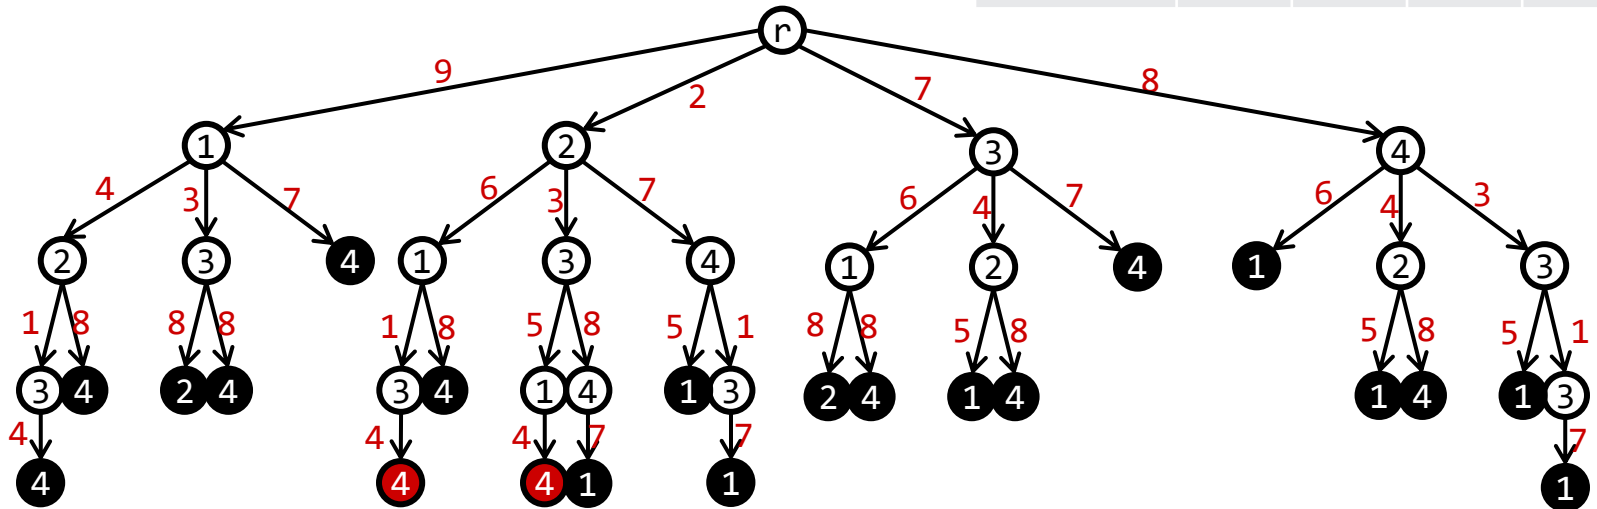 r
9 2 7 8
1 2 3 4
4 3 7 6 3 7 6 4 7 6 4 3
2 3 4 1 3 4 1 2 4 1 2 3
1 8 8 8 1 8 5 8 5 1 8 8 5 8 5 8 5 1
3 4 2 4 3 4 1 4 1 3 2 4 1 4 1 4 1 3
4 4 4 7 7 7
4 4 4 1 1 1